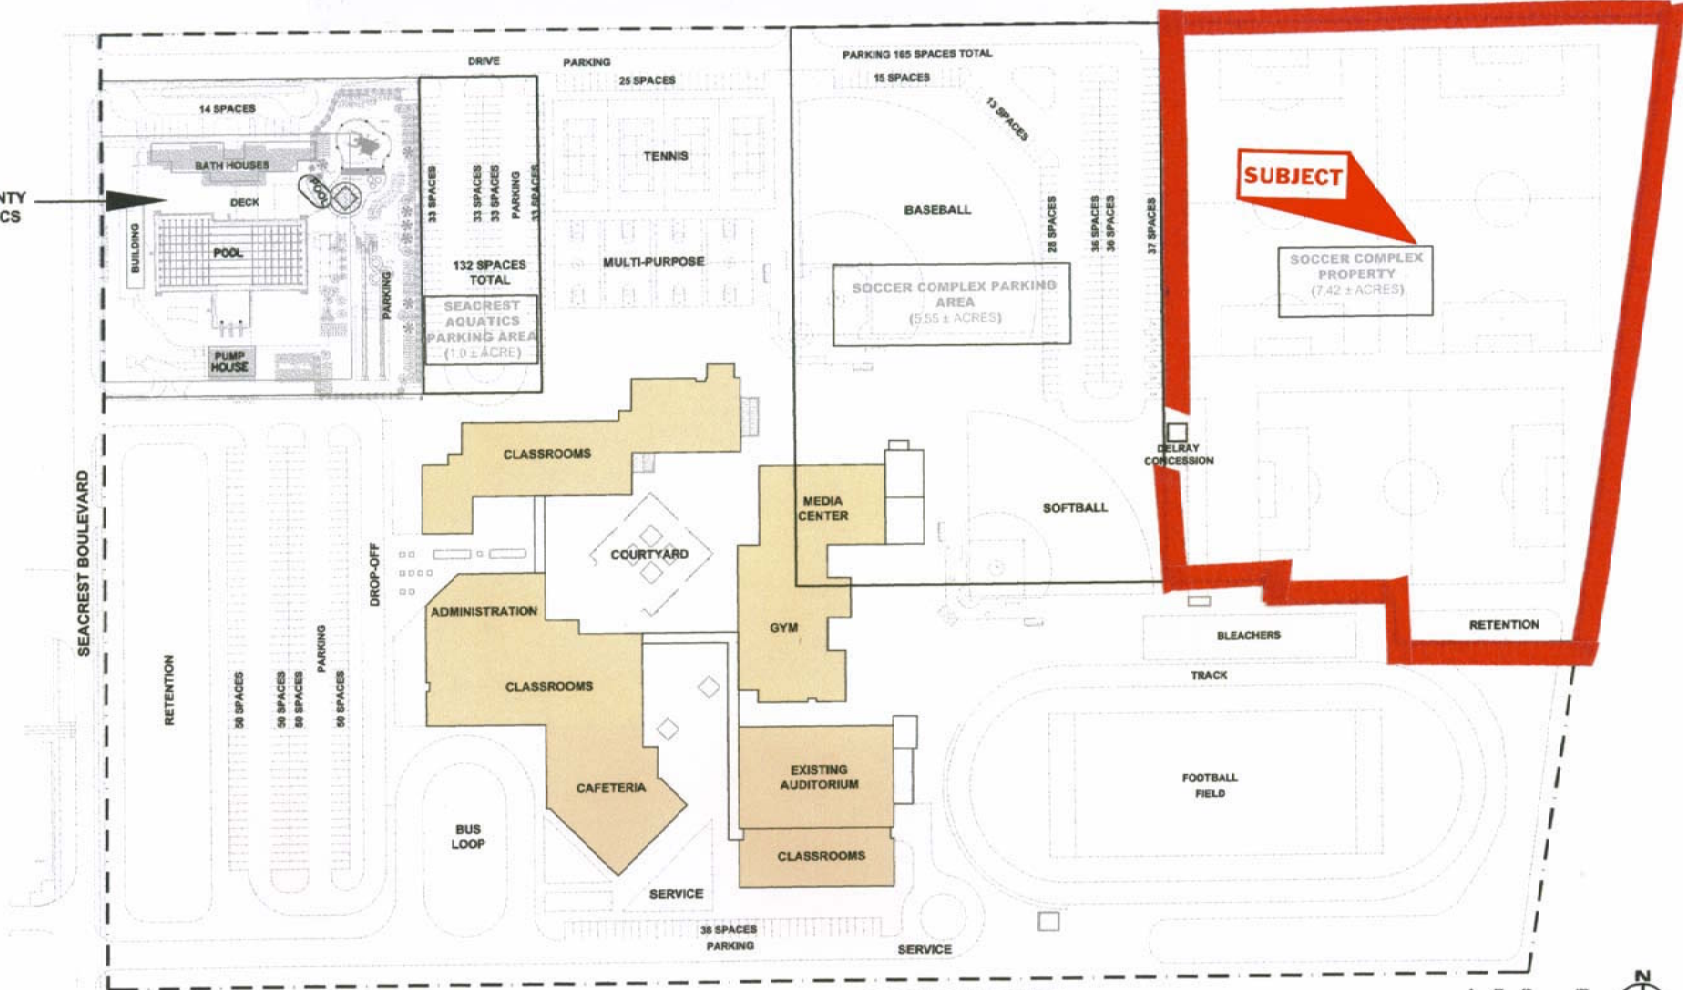 DRIVE
PARKING
25 SPACES
PARKING 165 SPACES TOTAL
15 SPACES
13 SPACES
14 SPACES
BATH HOUSES
POOL
DECK
NTY
CS
BUILDING
POOL
PARKING
PUMP
HOUSE
33 SPACES
33 SPACES
33 SPACES
PARKING
33 SPACES
132 SPACES
TOTAL
SEACREST
AQUATICS
PARKING AREA
(1.0 ± ACRE)
TENNIS
MULTI-PURPOSE
BASEBALL
28 SPACES
36 SPACES
36 SPACES
37 SPACES
SOCCER COMPLEX PARKING
AREA
(5.55 ± ACRES)
SUBJECT
SOCCER COMPLEX
PROPERTY
(7.42 ± ACRES)
DELRAY
CONCESSION
SOFTBALL
CLASSROOMS
MEDIA
CENTER
COURTYARD
SEACREST BOULEVARD
DROP-OFF
ADMINISTRATION
GYM
BLEACHERS
RETENTION
TRACK
RETENTION
50 SPACES
50 SPACES
50 SPACES
PARKING
50 SPACES
CLASSROOMS
CAFETERIA
EXISTING
AUDITORIUM
FOOTBALL
FIELD
BUS
LOOP
CLASSROOMS
SERVICE
38 SPACES
PARKING
SERVICE
N